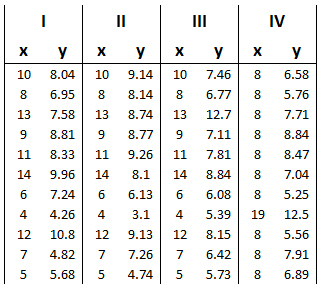 I II III IV
x y x y x y x y
10 8.04 10 9.14 10 7.46 8 6.58
8 6.95 8 8.14 8 6.77 8 5.76
13 7.58 13 8.74 13 12.7 8 7.71
9 8.81 9 8.77 9 7.11 8 8.84
11 8.33 11 9.26 11 7.81 8 8.47
14 9.96 14 8.1 14 8.84 8 7.04
6 7.24 6 6.13 6 6.08 8 5.25
4 4.26 4 3.1 4 5.39 19 12.5
12 10.8 12 9.13 12 8.15 8 5.56
7 4.82 7 7.26 7 6.42 8 7.91
5 5.68 5 4.74 5 5.73 8 6.89